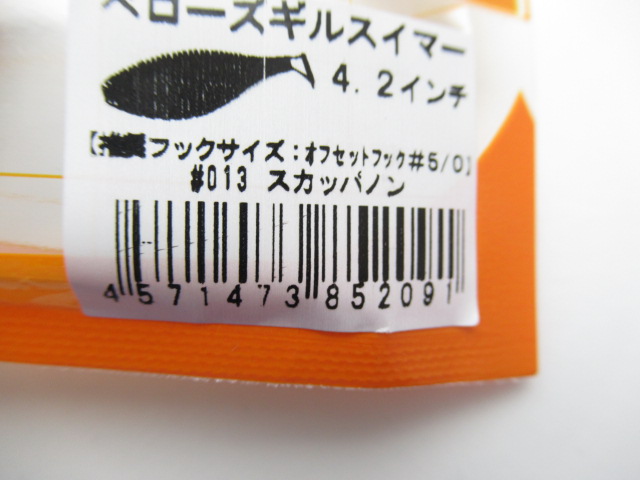 ベローズギルスイマー
4.2インチ
【推奨フックサイズ:オフセットフック#5/0】
#013 スカッパノン
4571473852091